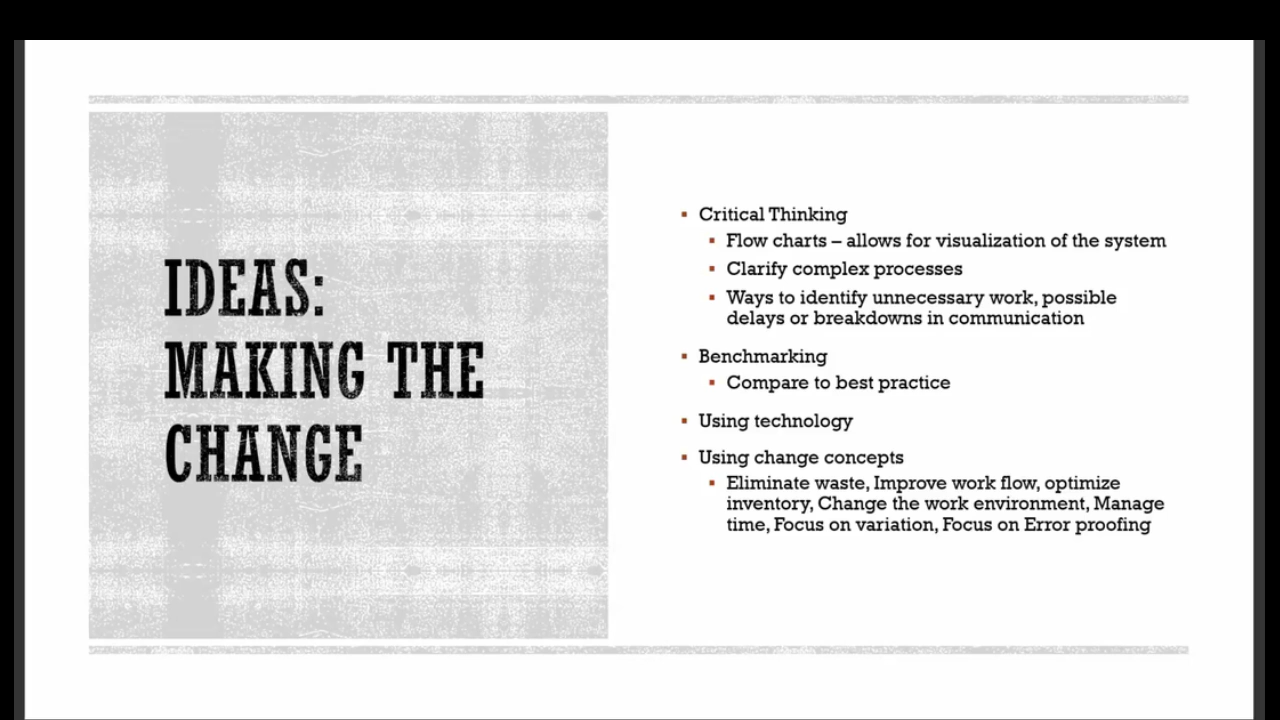 IDEAS:
MAKING THE
CHANGE
Critical Thinking
Flow charts – allows for visualization of the system
Clarify complex processes
Ways to identify unnecessary work, possible
delays or breakdowns in communication
Benchmarking
Compare to best practice
Using technology
Using change concepts
Eliminate waste, Improve work flow, optimize
inventory, Change the work environment, Manage
time, Focus on variation, Focus on Error proofing